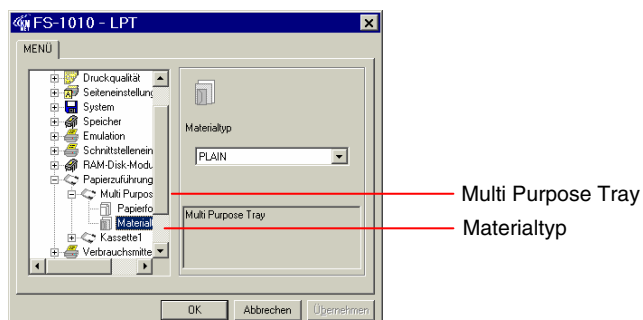 FS-1010 - LPT
MENÜ
Druckqualität
Seiteneinstellung
System
Speicher
Emulation
Schnittstellenein
RAM-Disk-Modu
Papierzuführung
Multi Purpos
Papierfo
Material
Kassette1
Verbrauchsmitte
Materialtyp
PLAIN
Multi Purpose Tray
OK
Abbrechen
Übernehmen
Multi Purpose Tray
Materialtyp